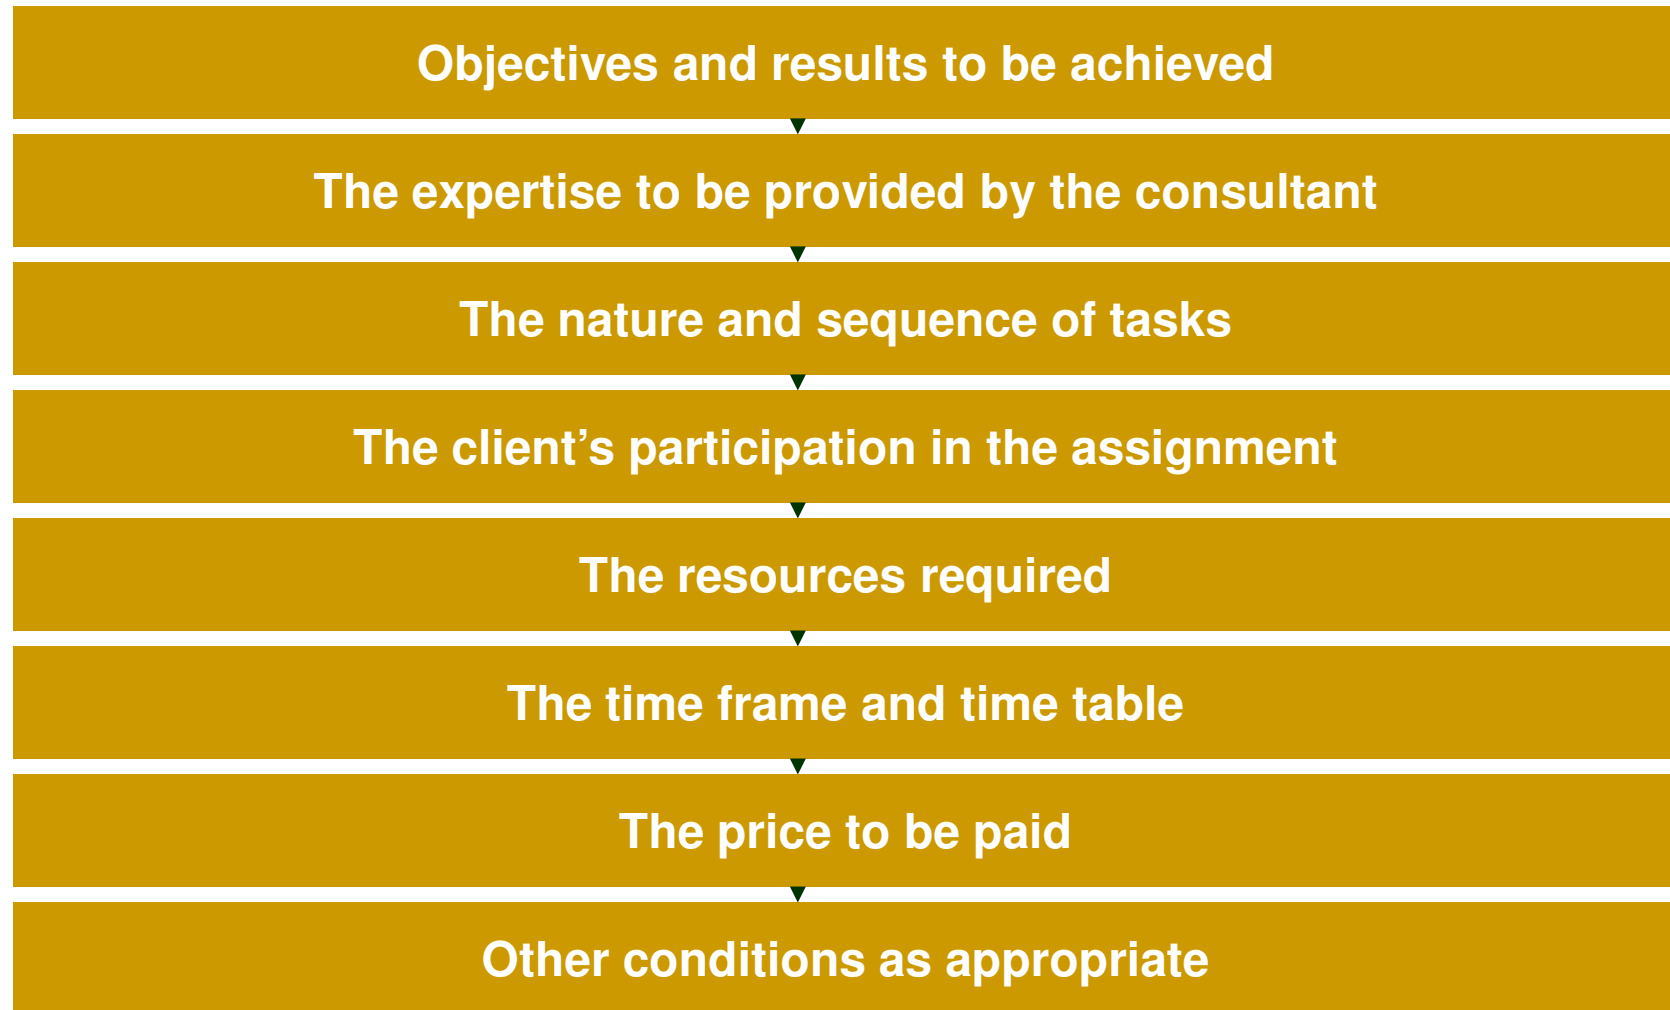 Objectives and results to be achieved
The expertise to be provided by the consultant
The nature and sequence of tasks
The client’s participation in the assignment
The resources required
The time frame and time table
The price to be paid
Other conditions as appropriate